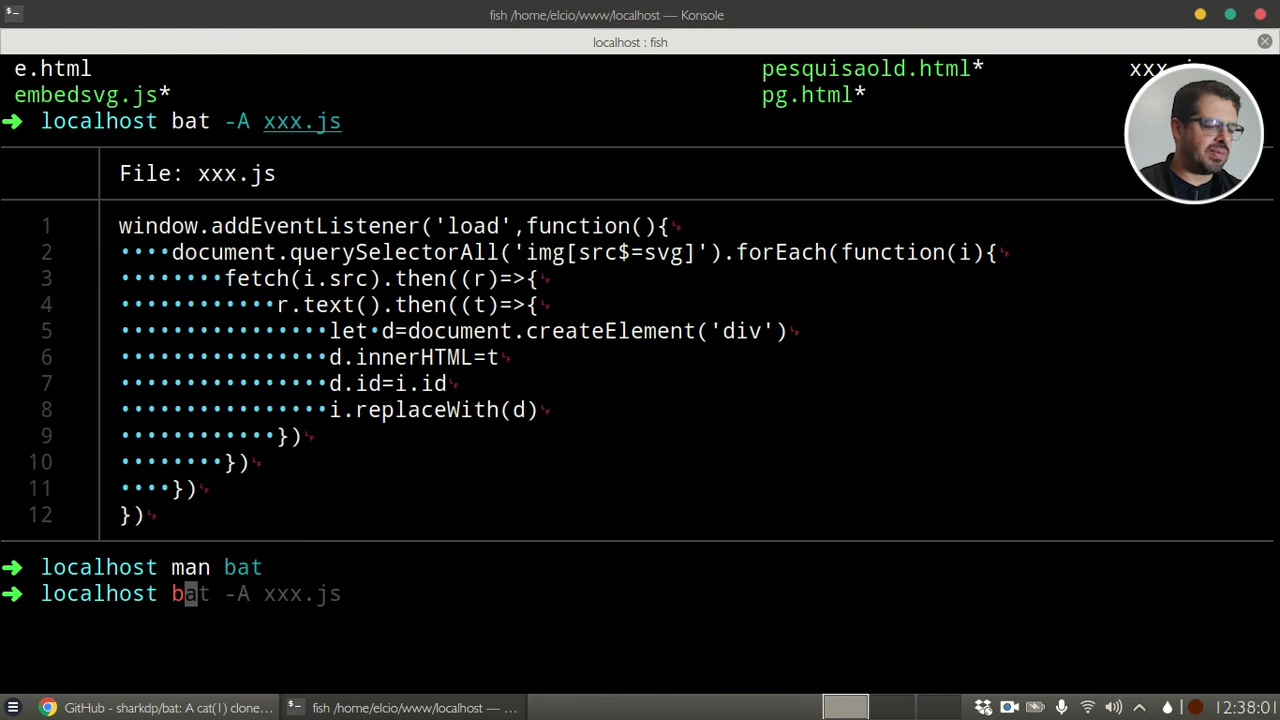 fish /home/elcio/www/localhost — Konsole
localhost : fish
e.html pesquisaold.html*
embedsvg.js* pg.html*
➜ localhost bat -A xxx.js
File: xxx.js
1 window.addEventListener('load',function(){␊
2 ····document.querySelectorAll('img[src$=svg]').forEach(function(i){␊
3 ········fetch(i.src).then((r)=>{␊
4 ············r.text().then((t)=>{␊
5 ················let·d=document.createElement('div')␊
6 ················d.innerHTML=t␊
7 ················d.id=i.id␊
8 ················i.replaceWith(d)␊
9 ············})␊
10 ········})␊
11 ····})␊
12 })␊
➜ localhost man bat
➜ localhost bat -A xxx.js
GitHub - sharkdp/bat: A cat(1) clone... fish /home/elcio/www/localhost — ... 12:38:01